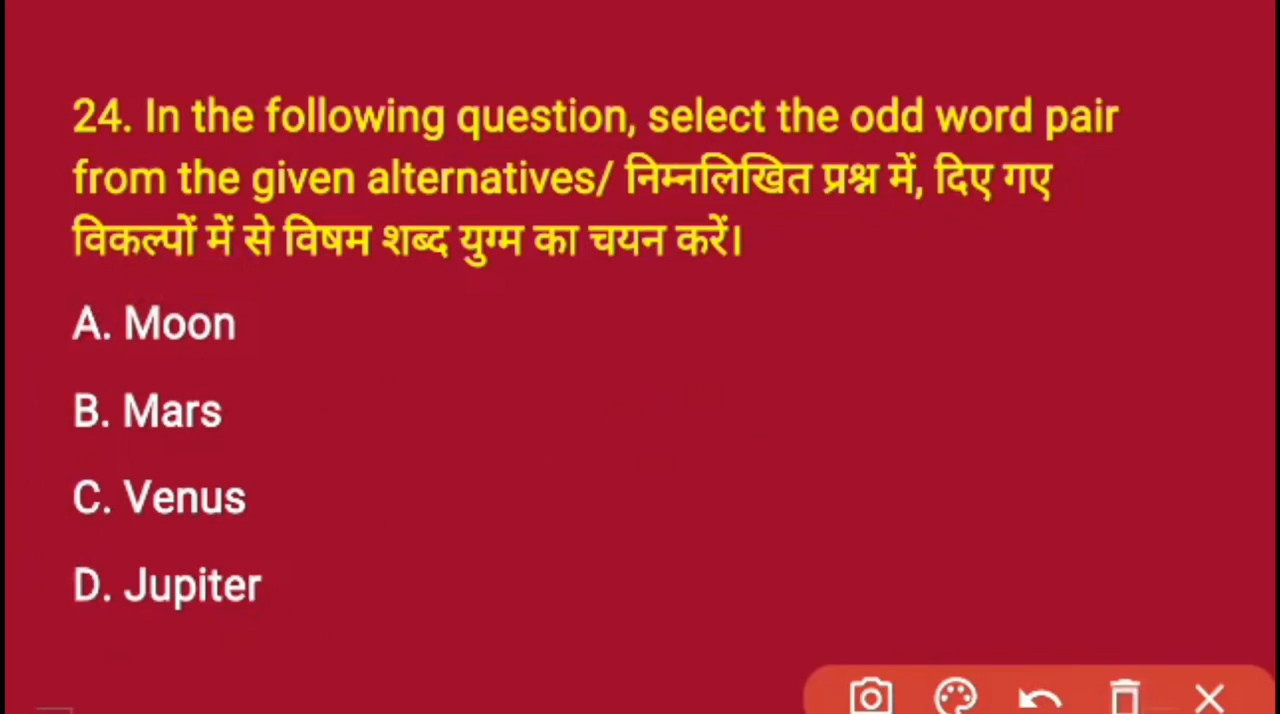 24. In the following question, select the odd word pair
from the given alternatives/ निम्नलिखित प्रश्न में, दिए गए
विकल्पों में से विषम शब्द युग्म का चयन करें।
A. Moon
B. Mars
C. Venus
D. Jupiter